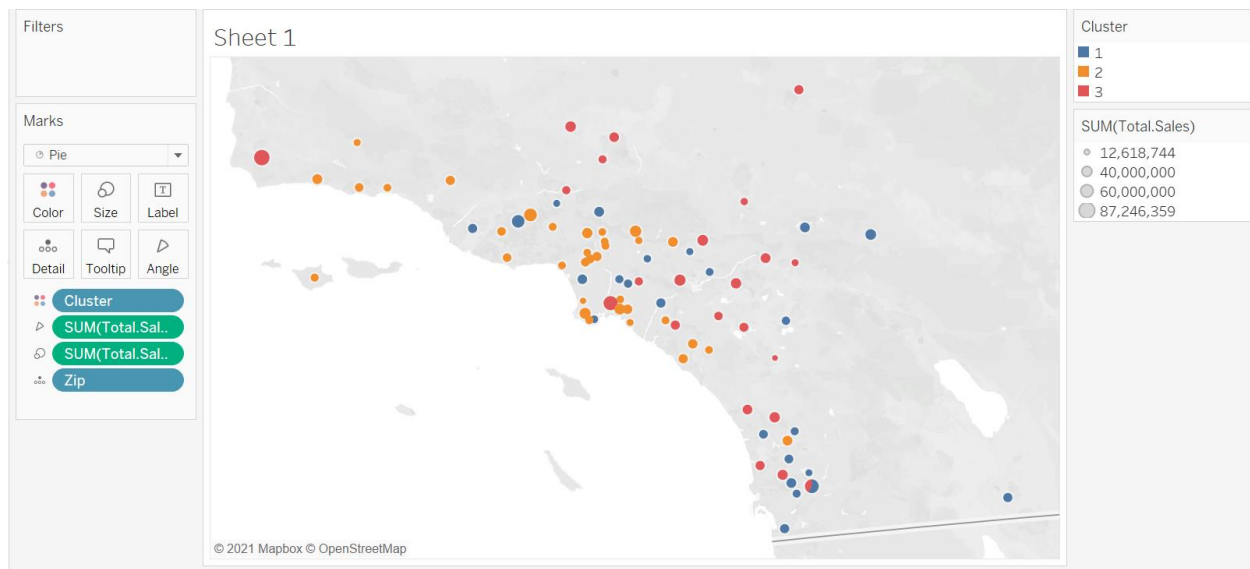 Filters
Marks
Pie
Color
Size
Label
T
Detail
Tooltip
Angle
Cluster
SUM(Total.Sal..
SUM(Total.Sal..
Zip
Sheet 1
© 2021 Mapbox © OpenStreetMap
Cluster
1
2
3
SUM(Total.Sales)
12,618,744
40,000,000
60,000,000
87,246,359